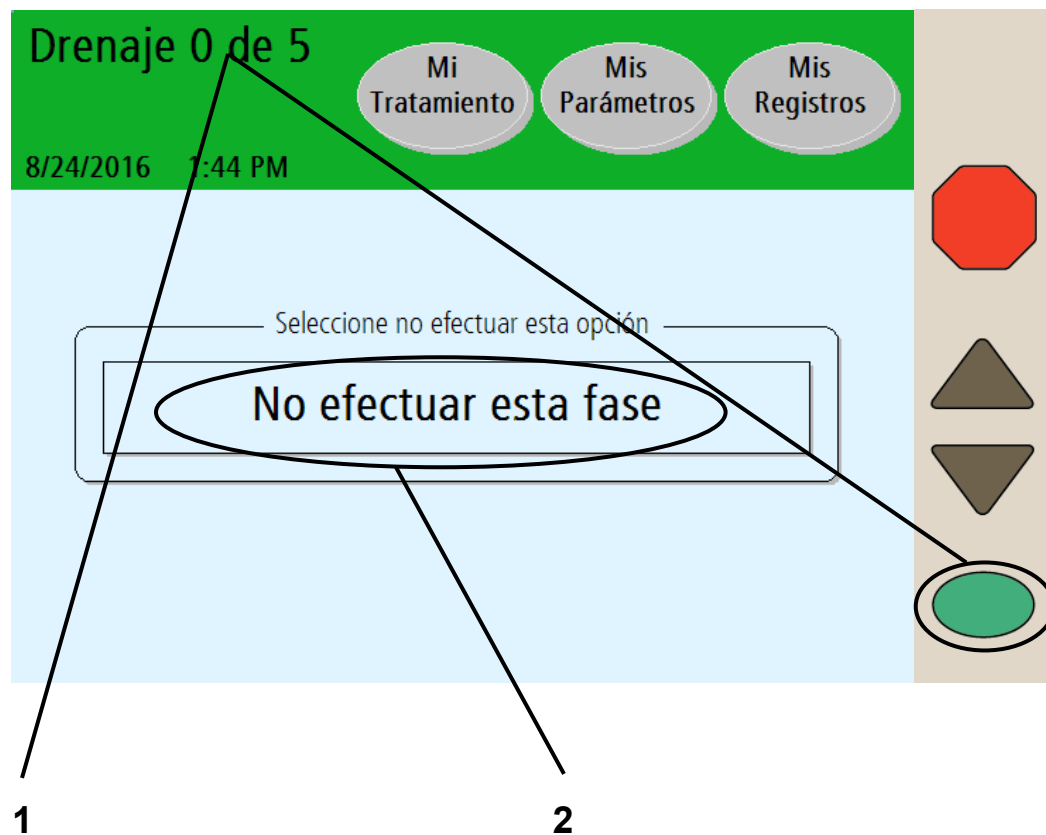 Drenaje 0 de 5
Mi
Tratamiento
Mis
Parámetros
Mis
Registros
8/24/2016 1:44 PM
Seleccione no efectuar esta opción
No efectuar esta fase
1
2